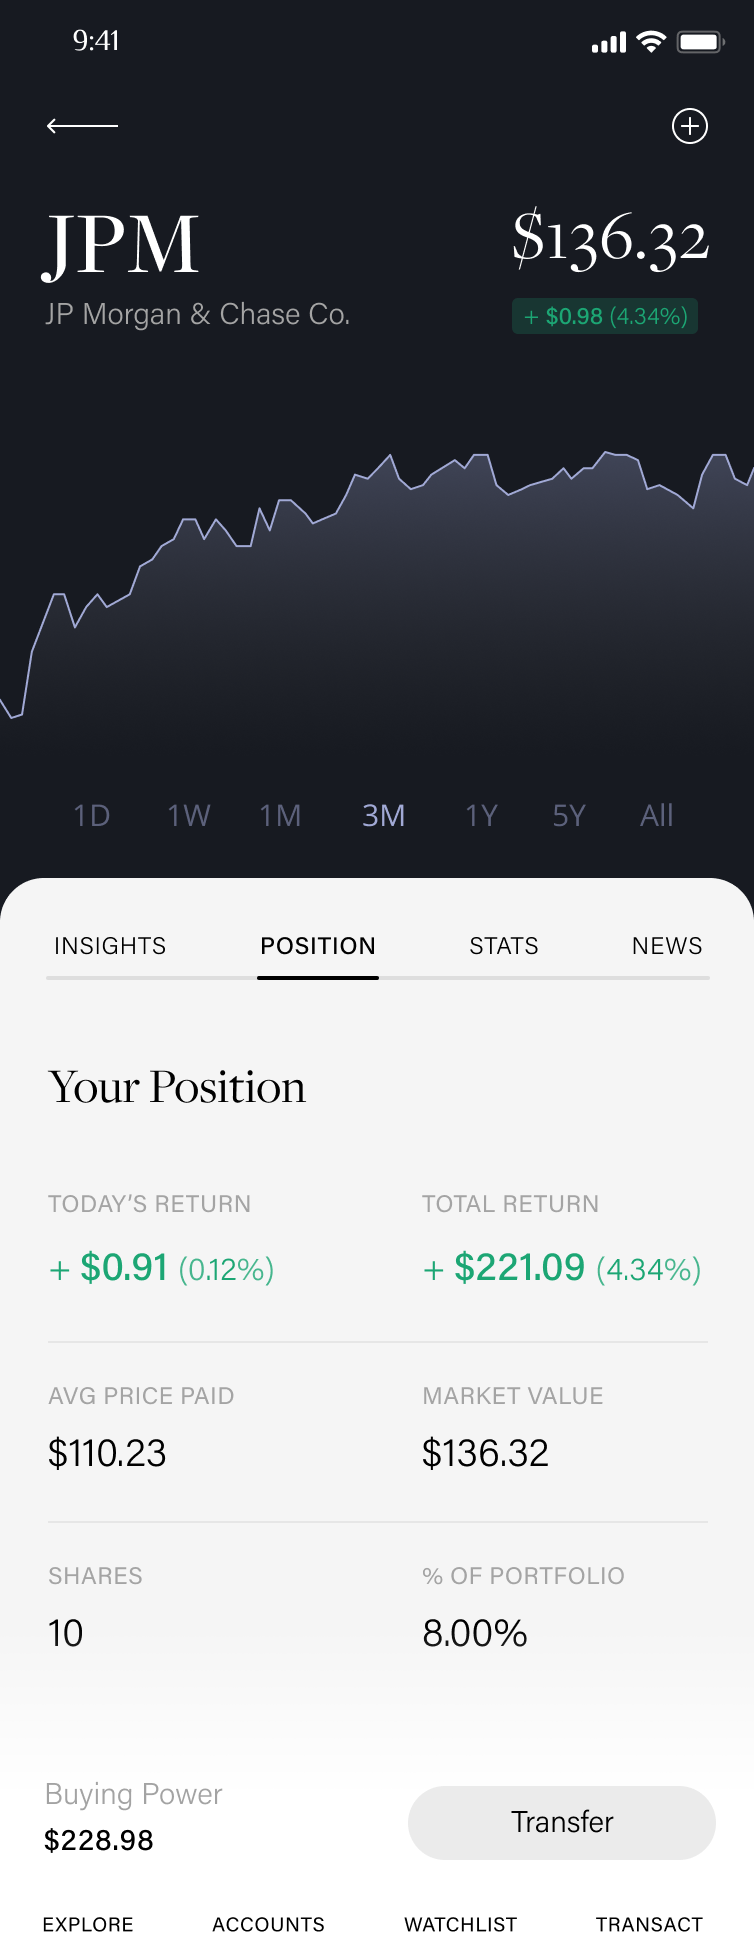 9:41
JPM
$136.32
JP Morgan & Chase Co.
+ $0.98 (4.34%)
1D 1W 1M 3M 1Y 5Y All
INSIGHTS POSITION STATS NEWS
Your Position
TODAY'S RETURN TOTAL RETURN
+ $0.91 (0.12%) + $221.09 (4.34%)
AVG PRICE PAID MARKET VALUE
$110.23 $136.32
SHARES % OF PORTFOLIO
10 8.00%
Buying Power
$228.98
Transfer
EXPLORE ACCOUNTS WATCHLIST TRANSACT